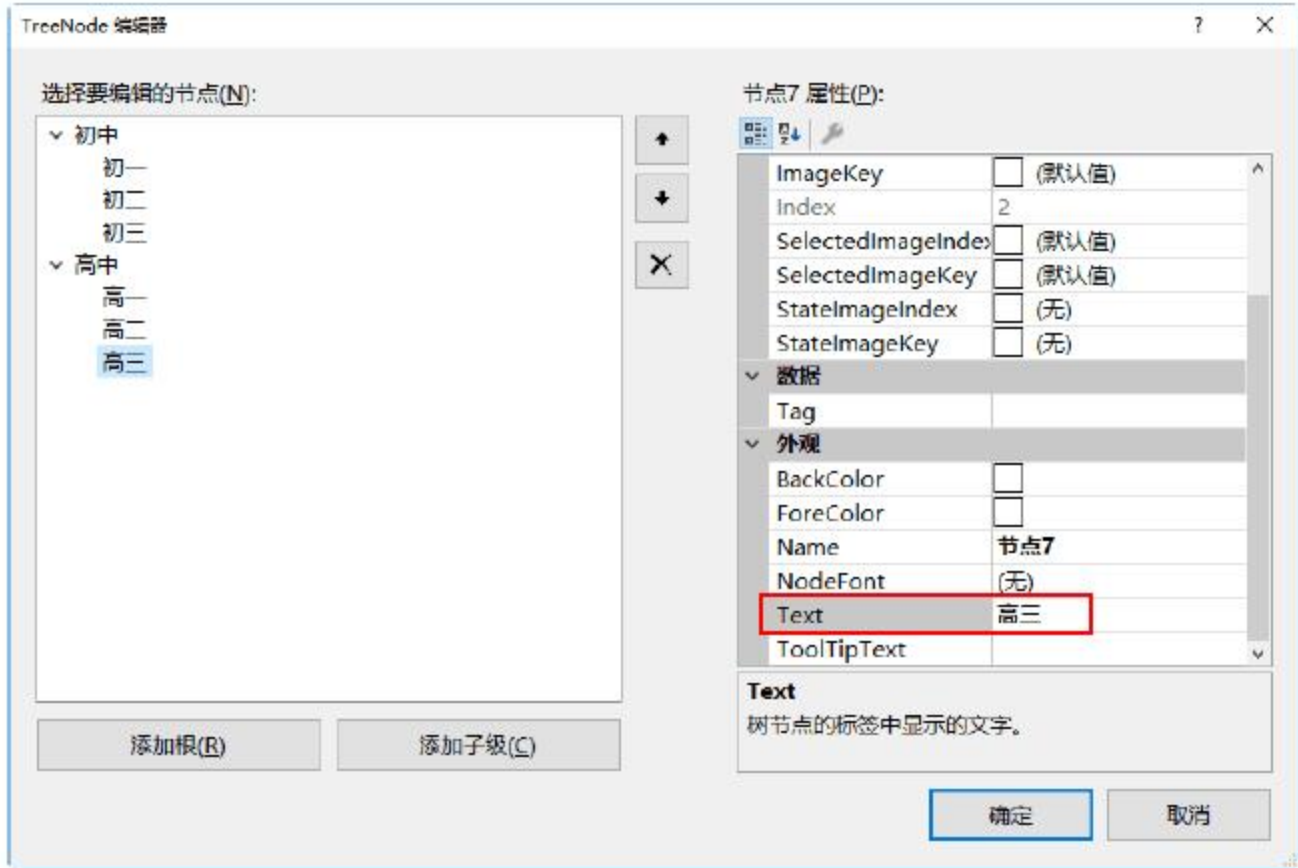 TreeNode 编辑器
?
选择要编辑的节点(N):
初中
初一
初二
初三
高中
高一
高二
高三
添加根(R)
添加子级(C)
节点7 属性(P):
ImageKey (默认值)
Index 2
SelectedImageIndex (默认值)
SelectedImageKey (默认值)
StateImageIndex (无)
StateImageKey (无)
数据
Tag
外观
BackColor
ForeColor
Name 节点7
NodeFont (无)
Text 高三
ToolTipText
Text
树节点的标签中显示的文字。
确定
取消